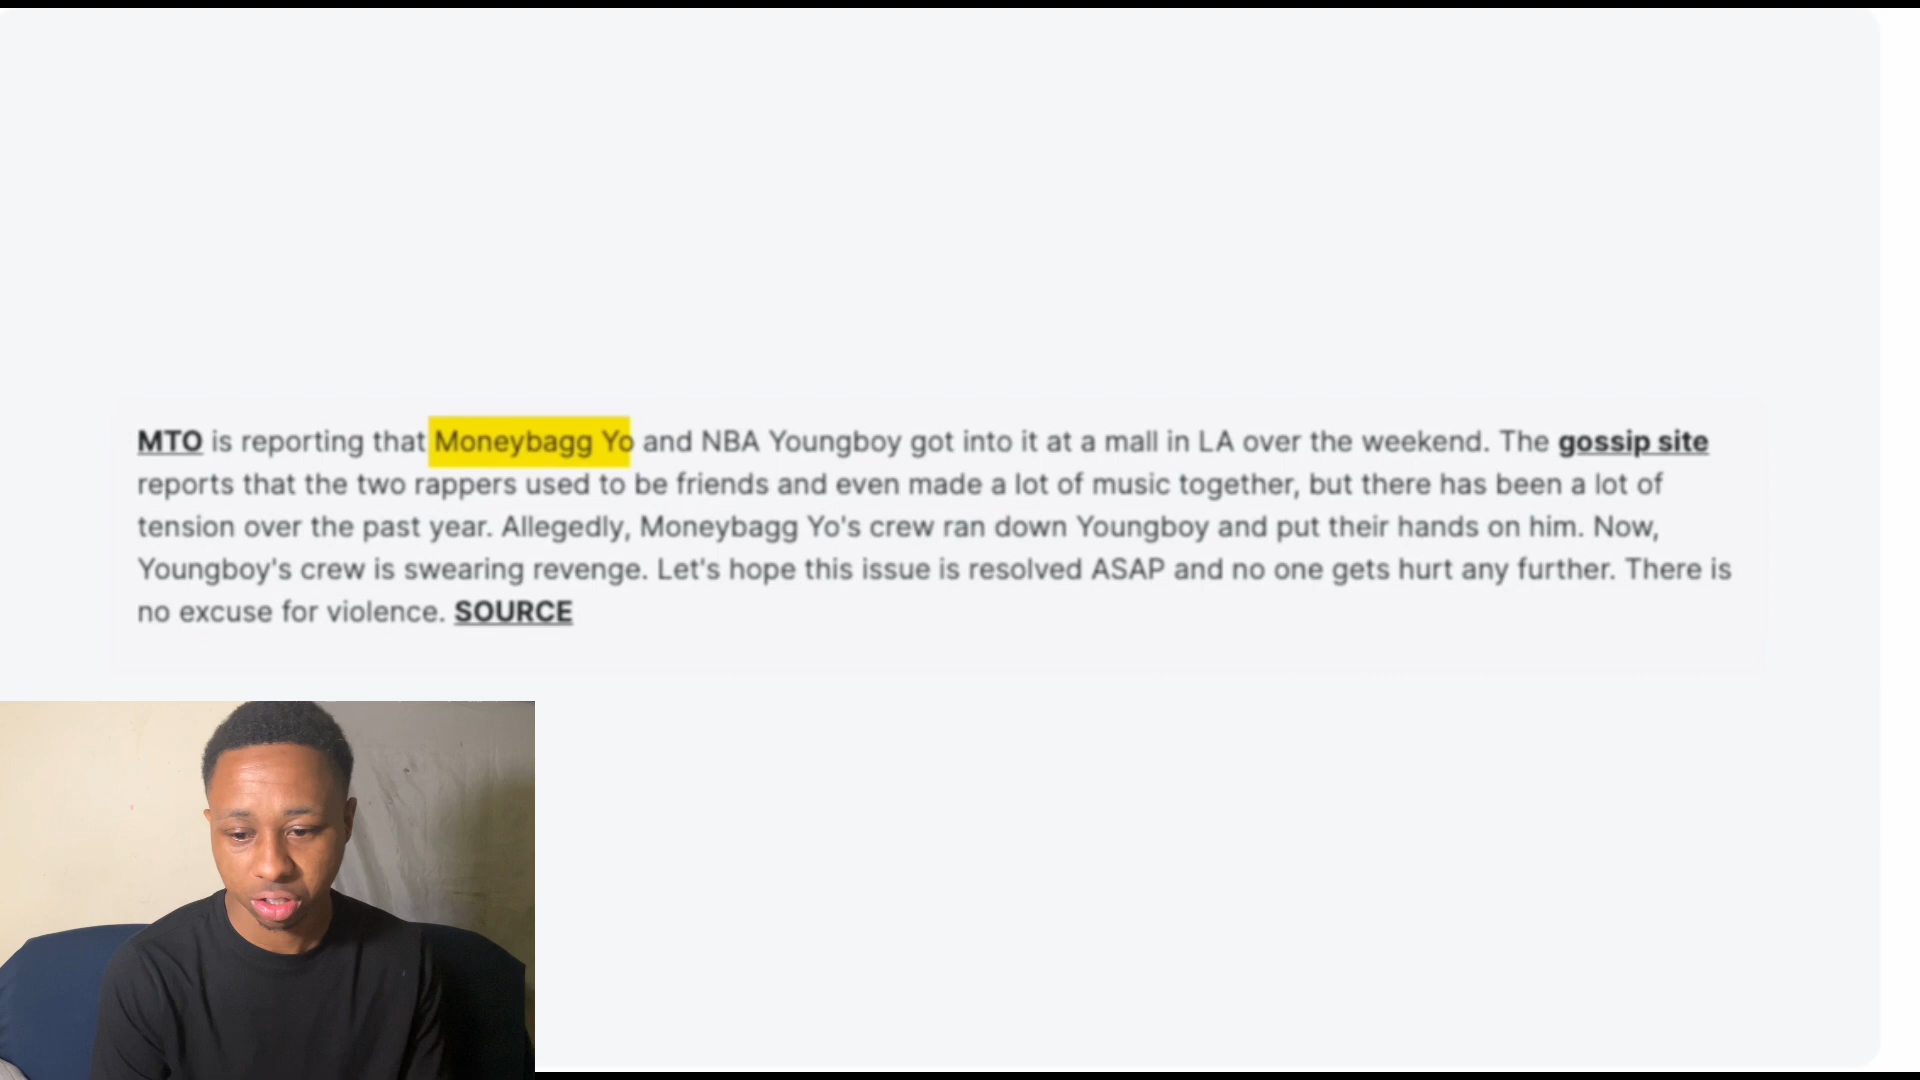 MTO is reporting that Moneybagg Yo and NBA Youngboy got into it at a mall in LA over the weekend. The gossip site
reports that the two rappers used to be friends and even made a lot of music together, but there has been a lot of
tension over the past year. Allegedly, Moneybagg Yo's crew ran down Youngboy and put their hands on him. Now,
Youngboy's crew is swearing revenge. Let's hope this issue is resolved ASAP and no one gets hurt any further. There is
no excuse for violence. SOURCE